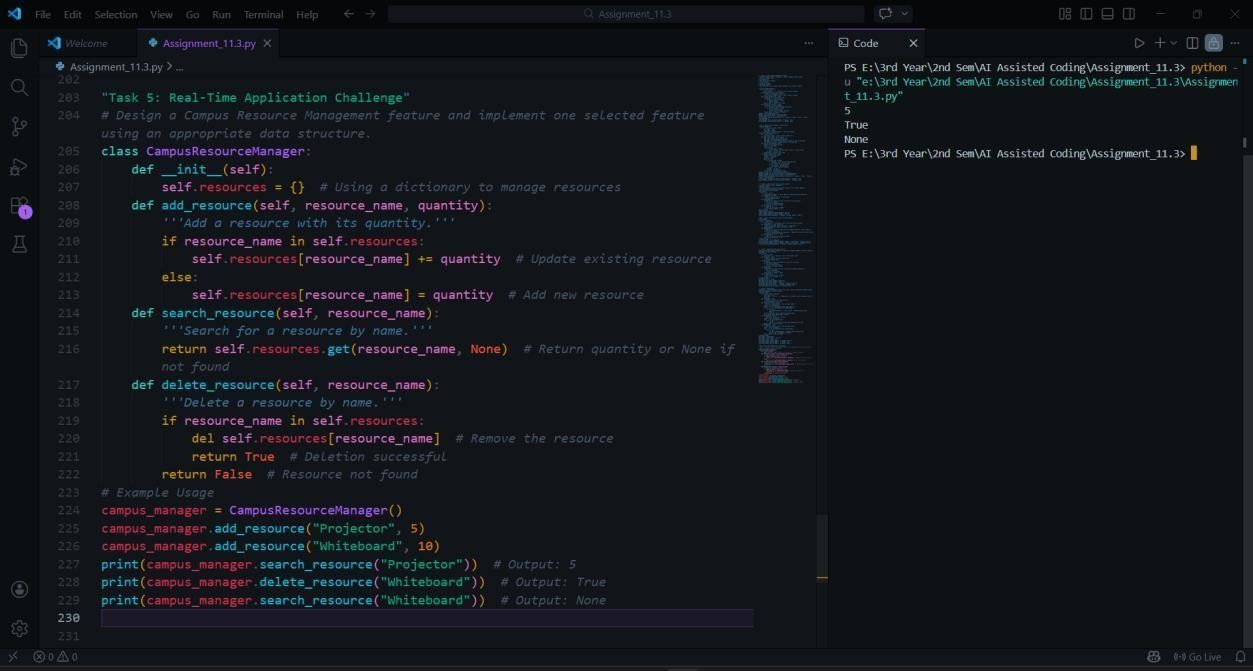 File Edit Selection View Go Run Terminal Help
Assignment_11.3
Welcome
Assignment_11.3.py
Code
Assignment_11.3.py > ...
202
203 "Task 5: Real-Time Application Challenge"
204 # Design a Campus Resource Management feature and implement one selected feature
using an appropriate data structure.
205 class CampusResourceManager:
206 def __init__(self):
207 self.resources = {} # Using a dictionary to manage resources
208 def add_resource(self, resource_name, quantity):
209 '''Add a resource with its quantity.'''
210 if resource_name in self.resources:
211 self.resources[resource_name] += quantity # Update existing resource
212 else:
213 self.resources[resource_name] = quantity # Add new resource
214 def search_resource(self, resource_name):
215 '''Search for a resource by name.'''
216 return self.resources.get(resource_name, None) # Return quantity or None if
not found
217 def delete_resource(self, resource_name):
218 '''Delete a resource by name.'''
219 if resource_name in self.resources:
220 del self.resources[resource_name] # Remove the resource
221 return True # Deletion successful
222 return False # Resource not found
223 # Example Usage
224 campus_manager = CampusResourceManager()
225 campus_manager.add_resource("Projector", 5)
226 campus_manager.add_resource("Whiteboard", 10)
227 print(campus_manager.search_resource("Projector")) # Output: 5
228 print(campus_manager.delete_resource("Whiteboard")) # Output: True
229 print(campus_manager.search_resource("Whiteboard")) # Output: None
230
231
PS E:\3rd Year\2nd Sem\AI Assisted Coding\Assignment_11.3> python -
u "e:\3rd Year\2nd Sem\AI Assisted Coding\Assignment_11.3\Assignmen
t_11.3.py"
5
True
None
PS E:\3rd Year\2nd Sem\AI Assisted Coding\Assignment_11.3>
1
0 0
Go Live